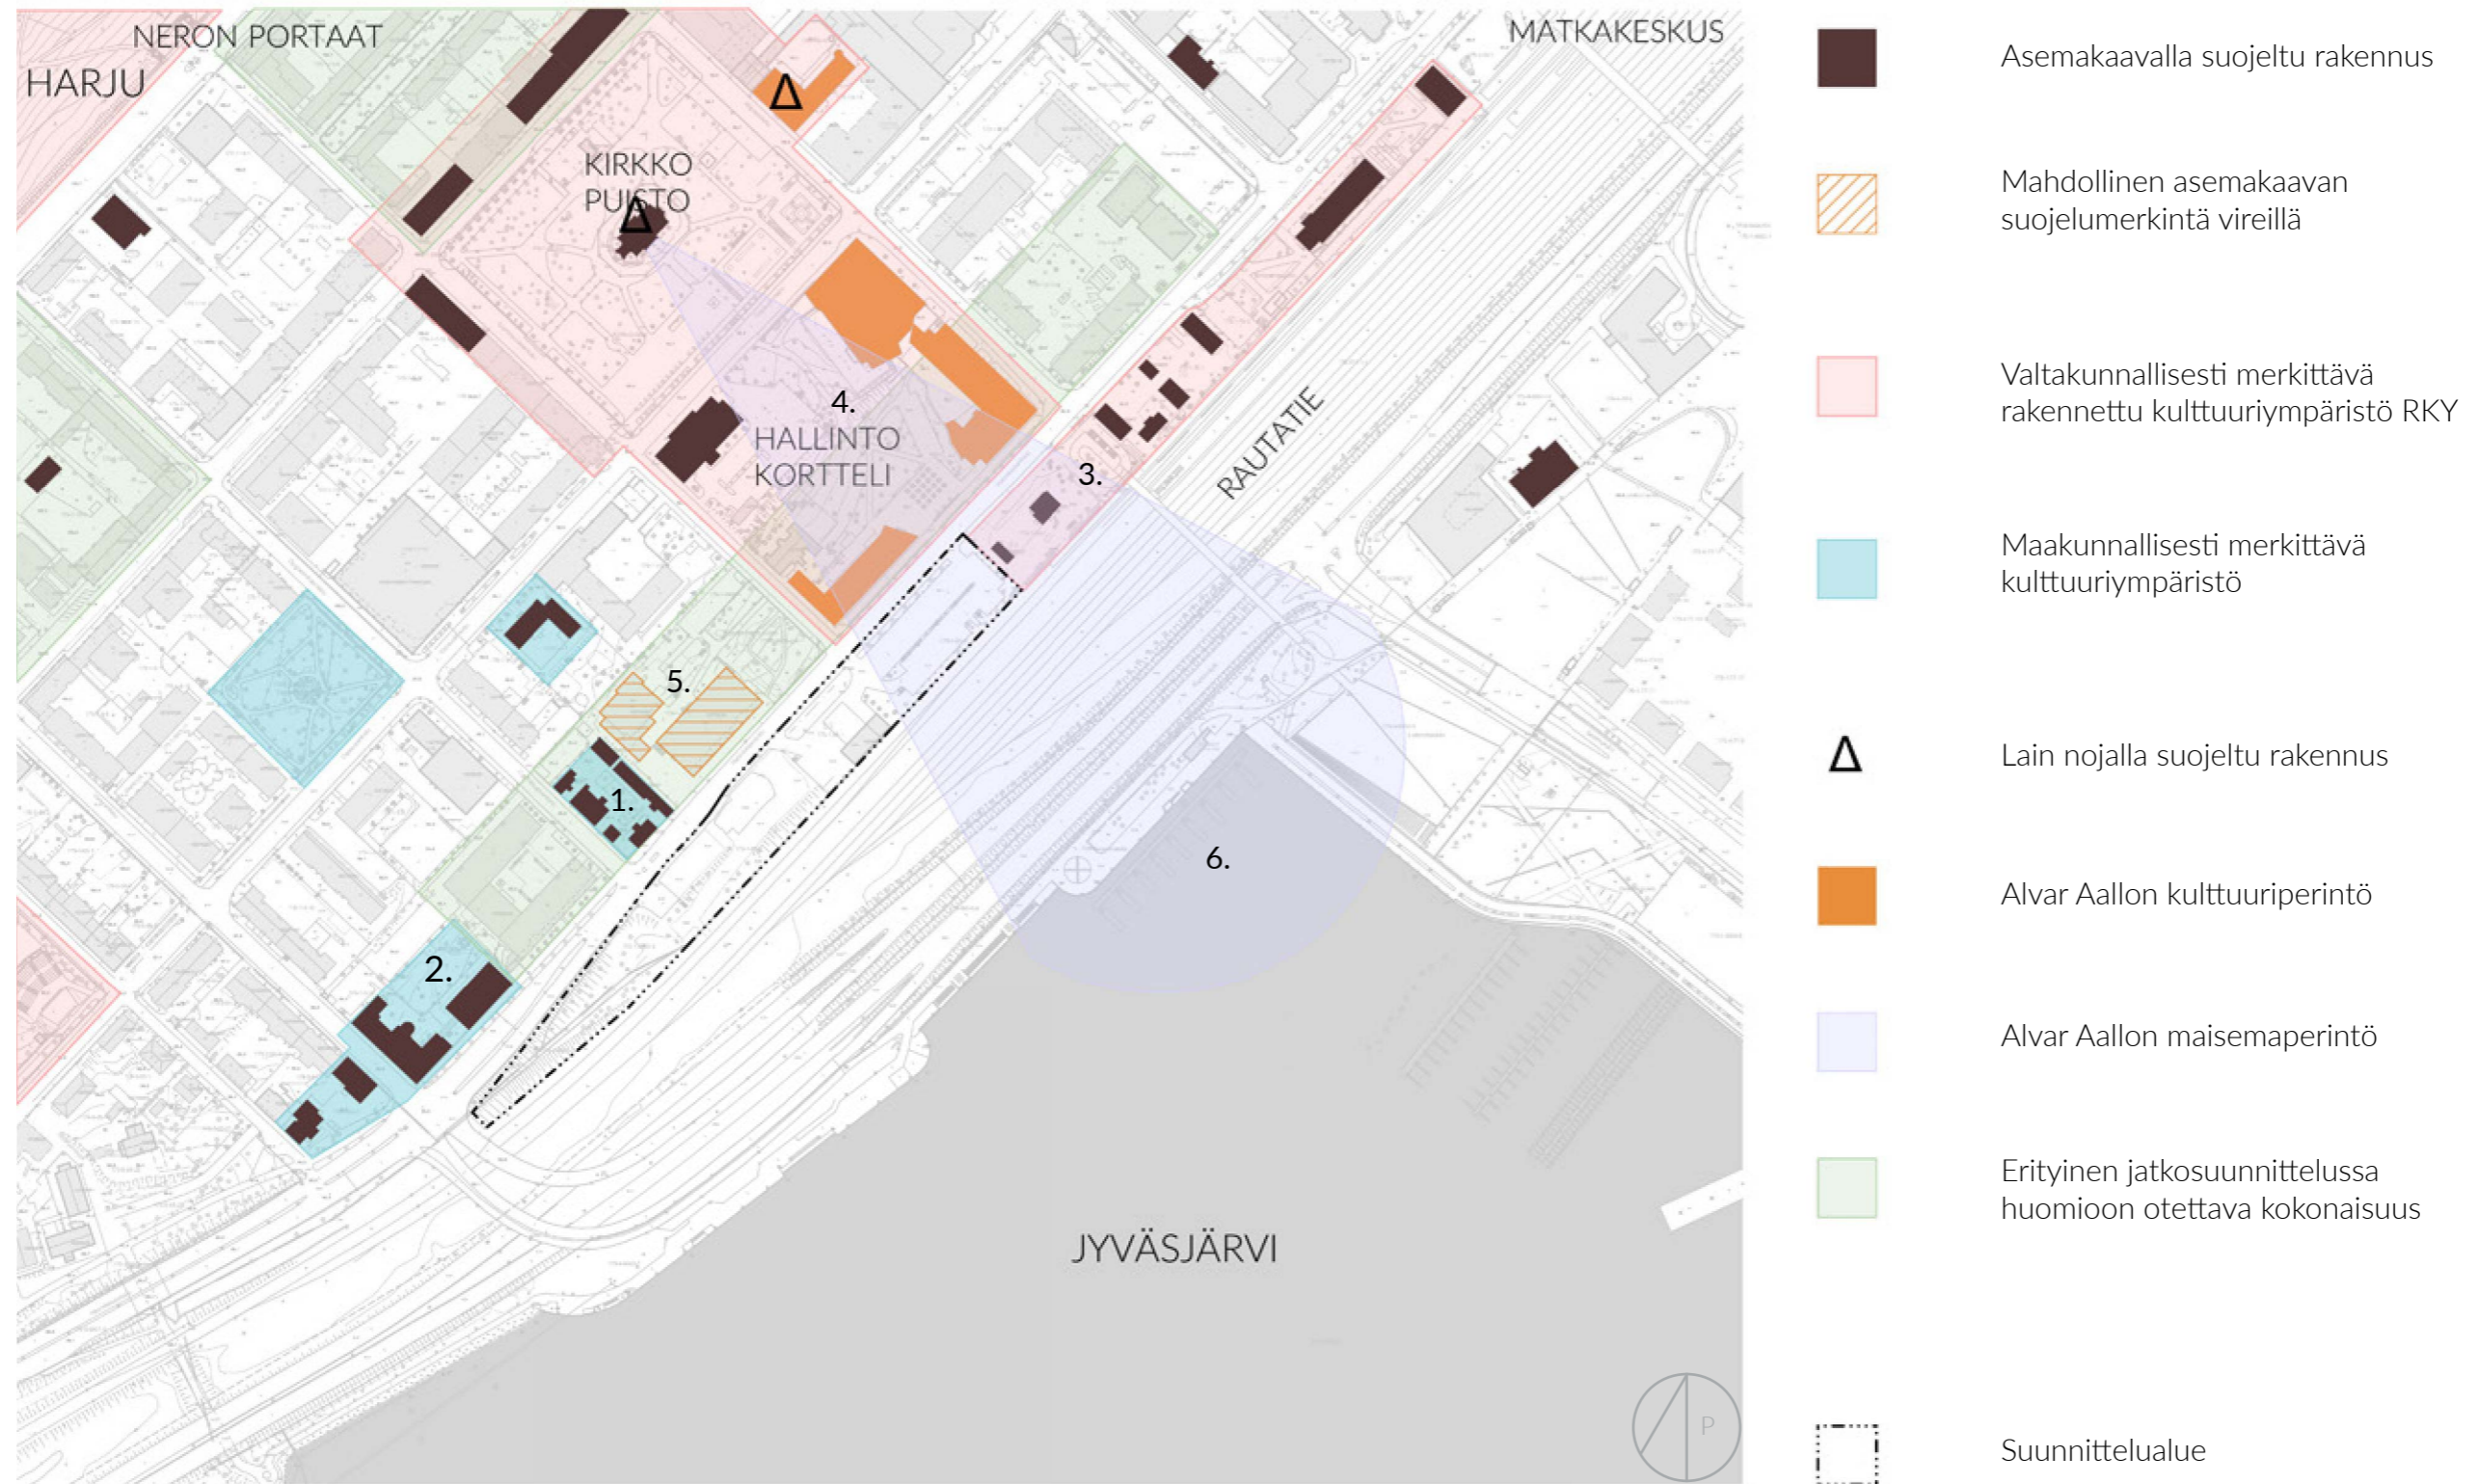 NERON PORTAAT
MATKAKESKUS
HARJU
KIRKKO
PUISTO
4.
HALLINTO
KORTTELI
3.
RAUTATIE
5.
1.
6.
2.
JYVÄSJÄRVI
P
Asemakaavalla suojeltu rakennus
Mahdollinen asemakaavan
suojelumerkintä vireillä
Valtakunnallisesti merkittävä
rakennettu kulttuuriympäristö RKY
Maakunnallisesti merkittävä
kulttuuriympäristö
Δ
Lain nojalla suojeltu rakennus
Alvar Aallon kulttuuriperintö
Alvar Aallon maisemaperintö
Erityinen jatkosuunnittelussa
huomioon otettava kokonaisuus
Suunnittelualue